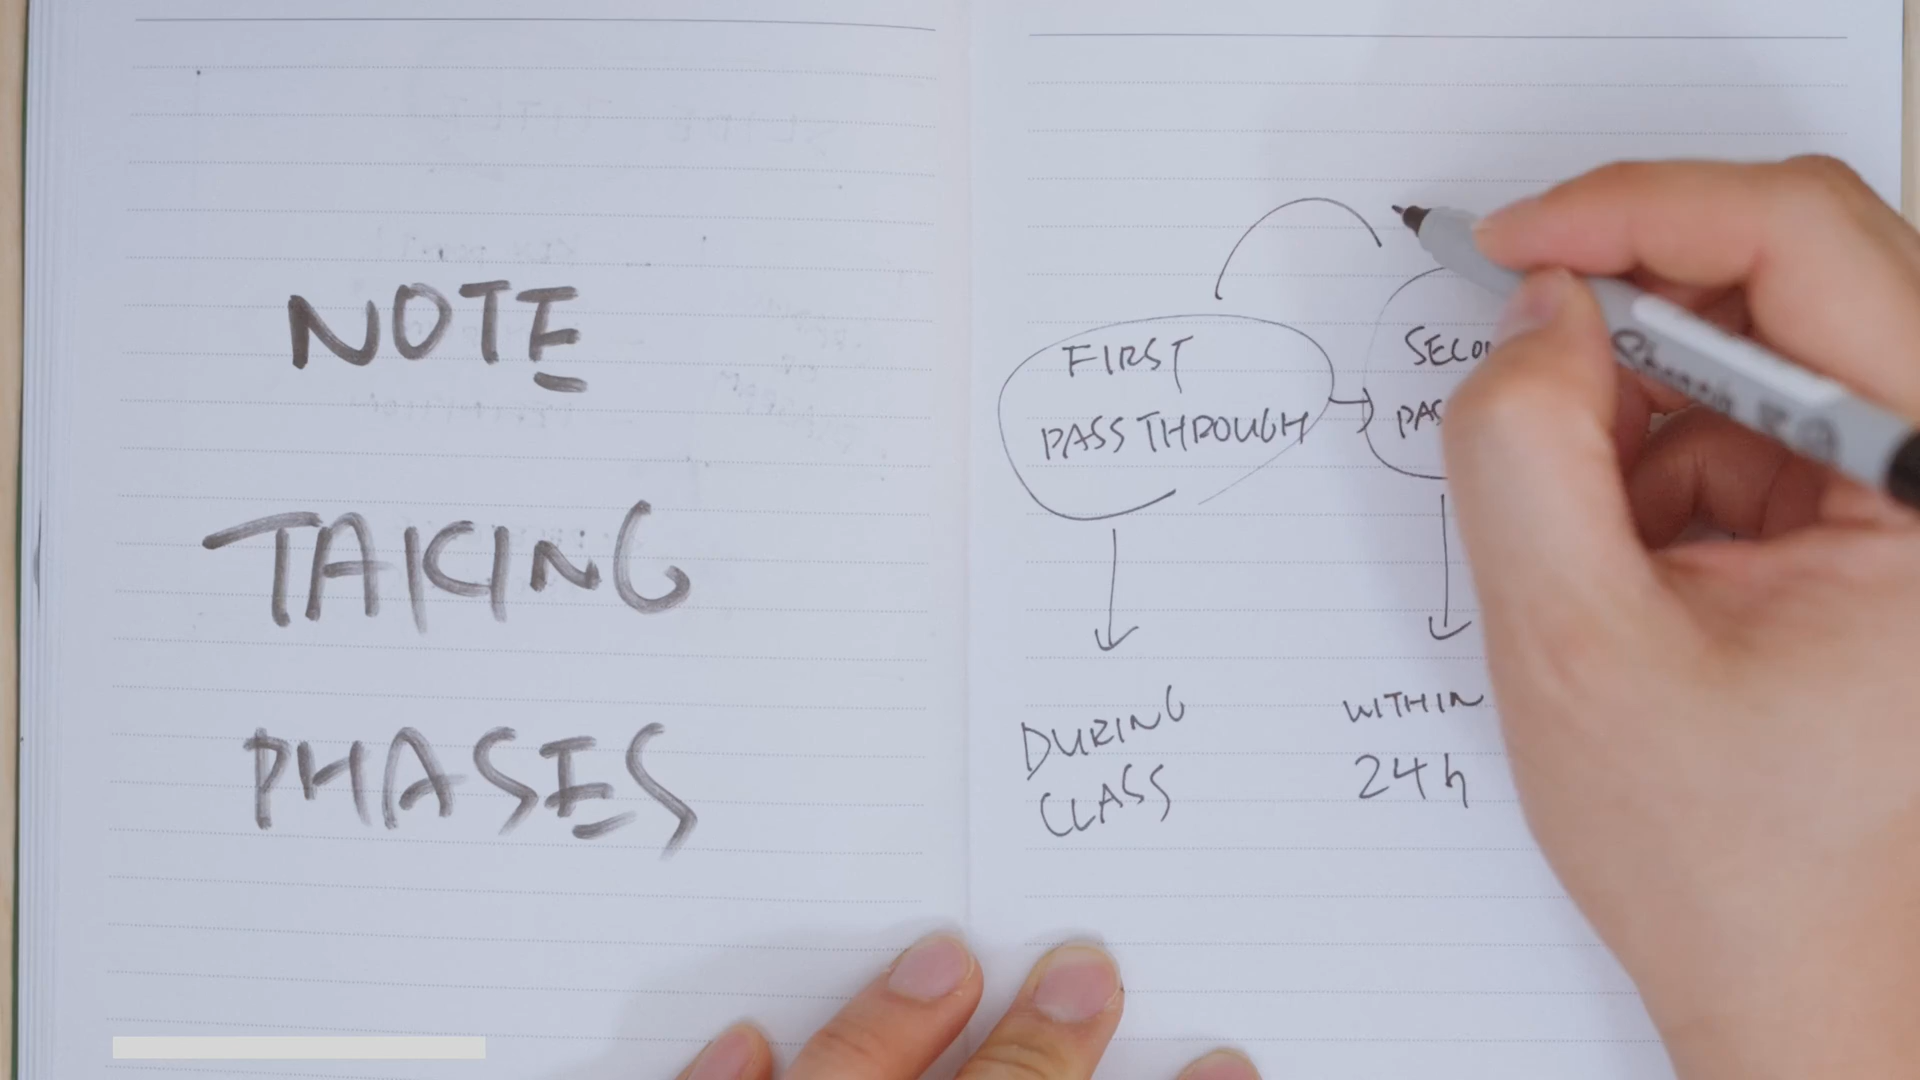 NOTE
TAKING
PHASES
FIRST
PASS THROUGH
DURING
CLASS
WITHIN
24h